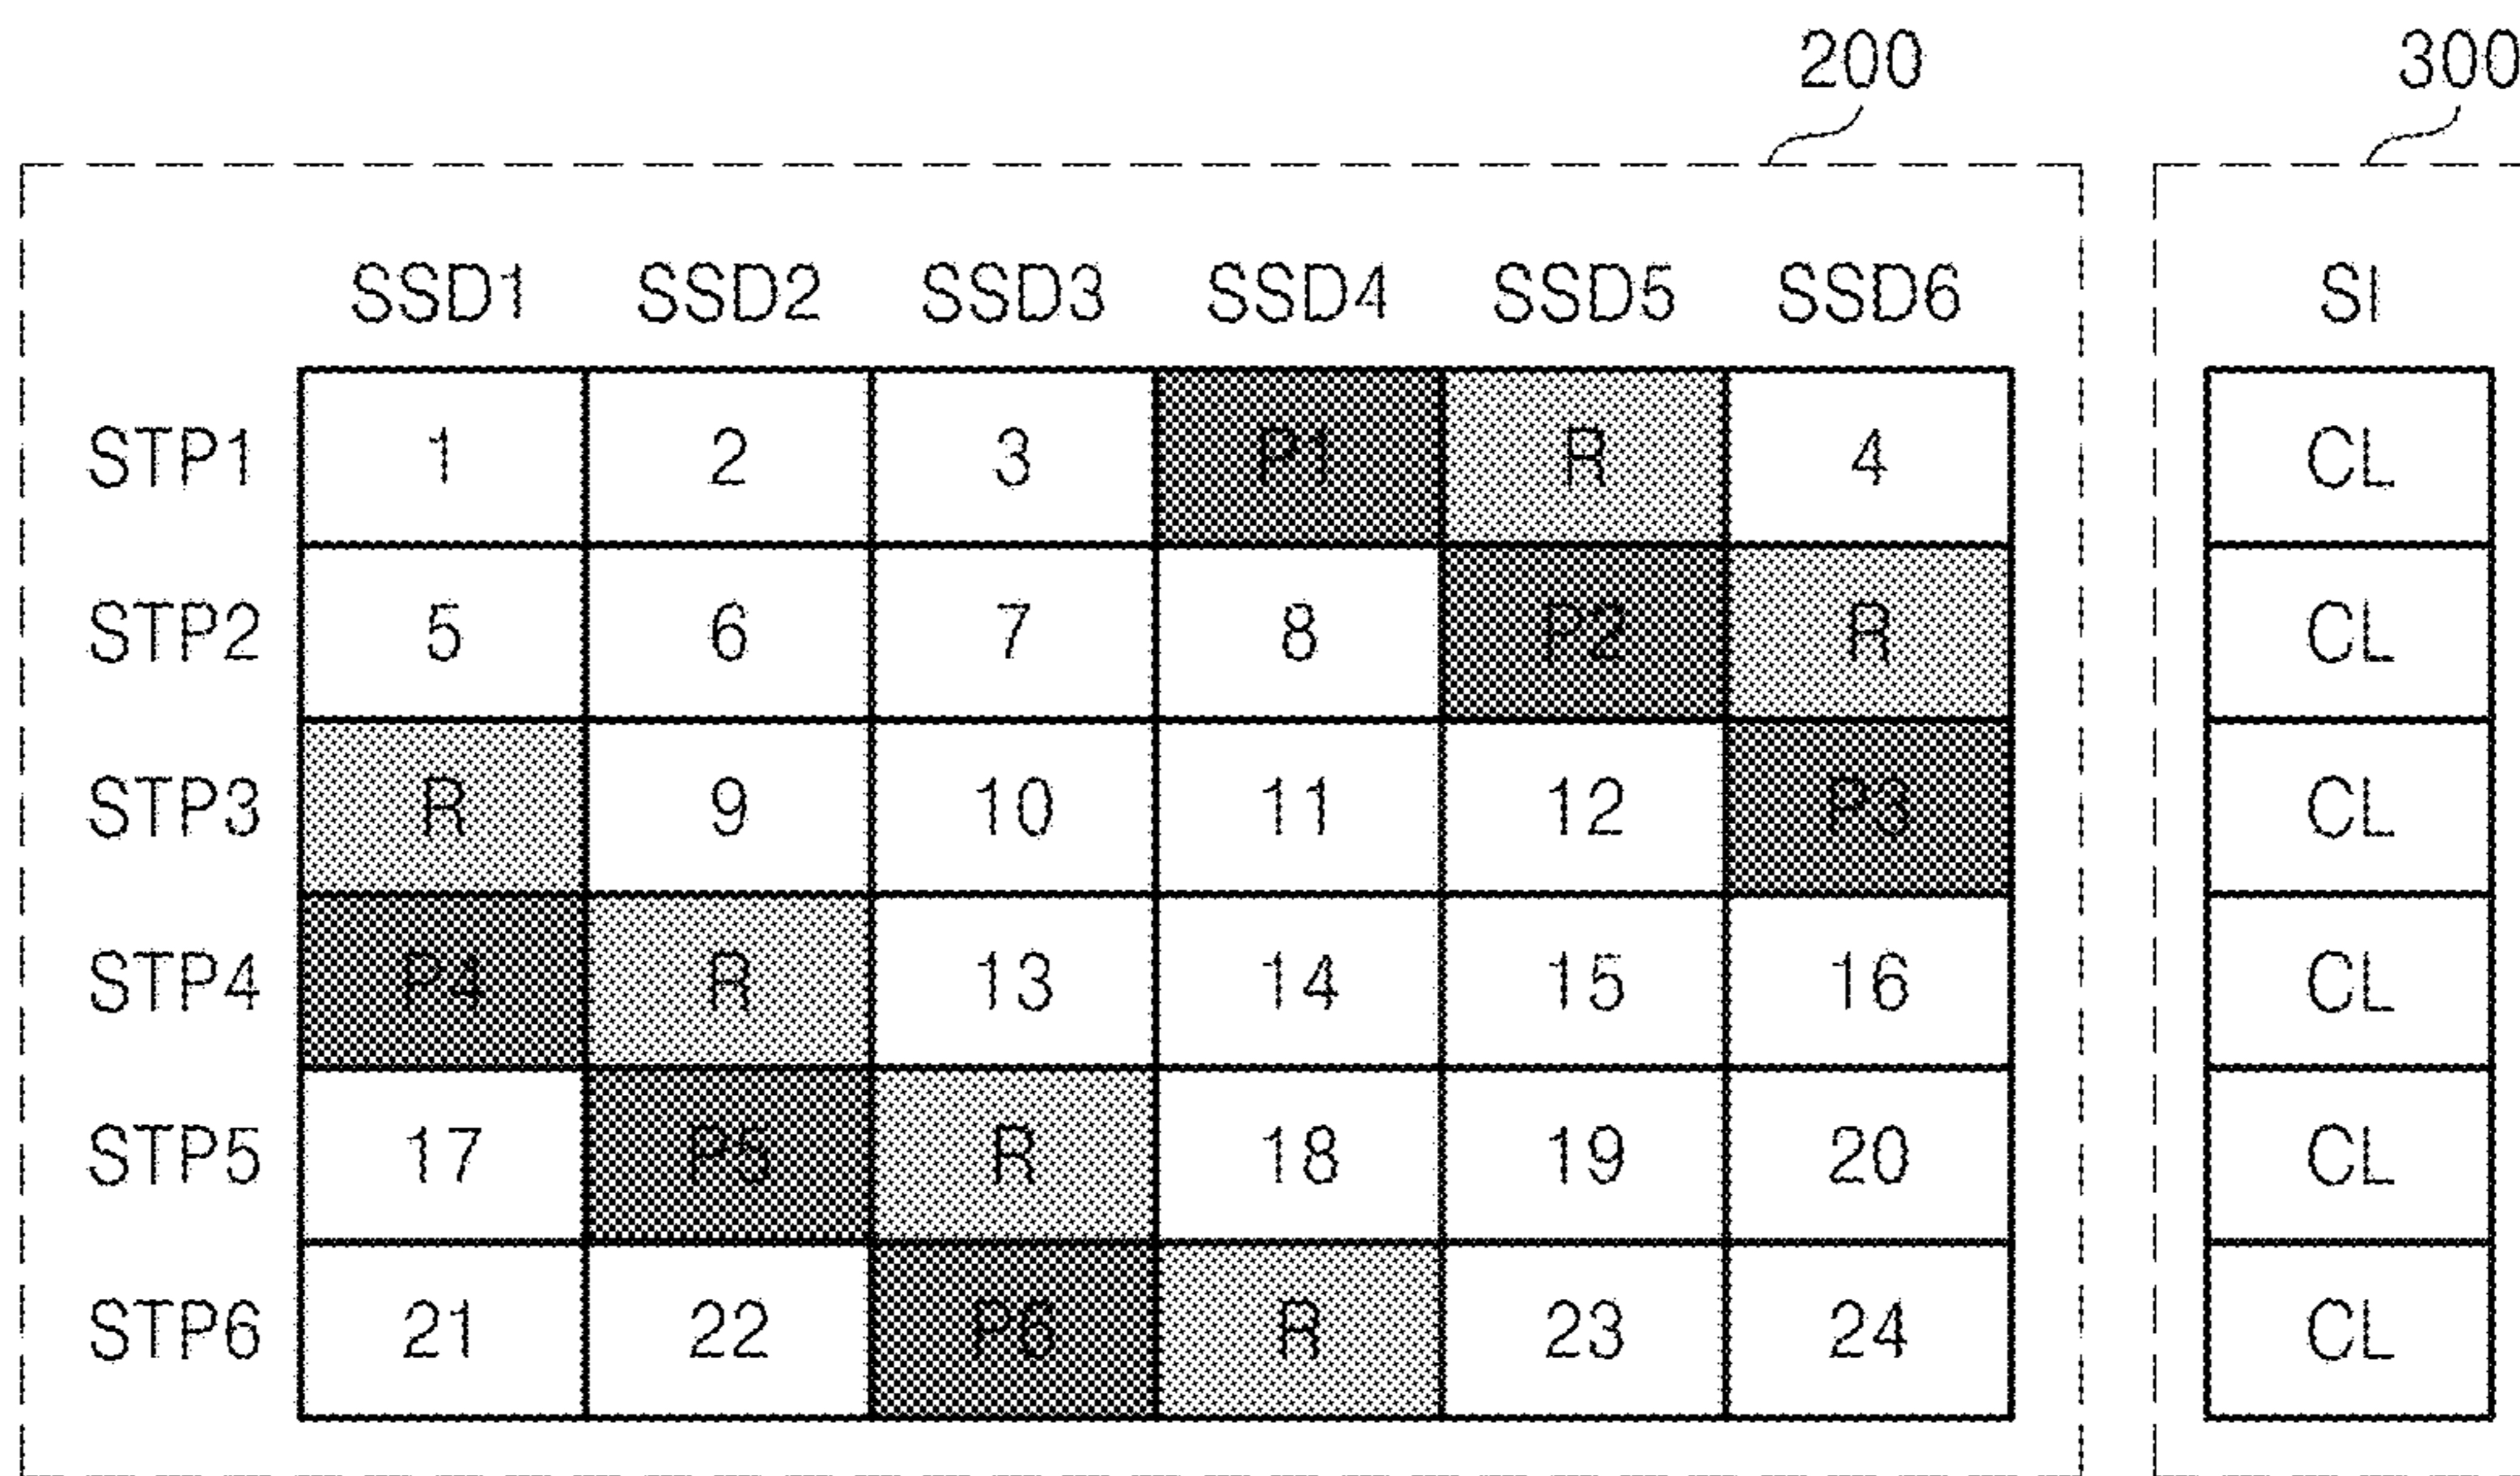 200 300
SSD1 SSD2 SSD3 SSD4 SSD5 SSD6 SI
STP1 1 2 3 P1 R 4 CL
STP2 5 6 7 8 P2 R CL
STP3 R 9 10 11 12 P3 CL
STP4 P4 R 13 14 15 16 CL
STP5 17 P5 R 18 19 20 CL
STP6 21 22 P6 R 23 24 CL